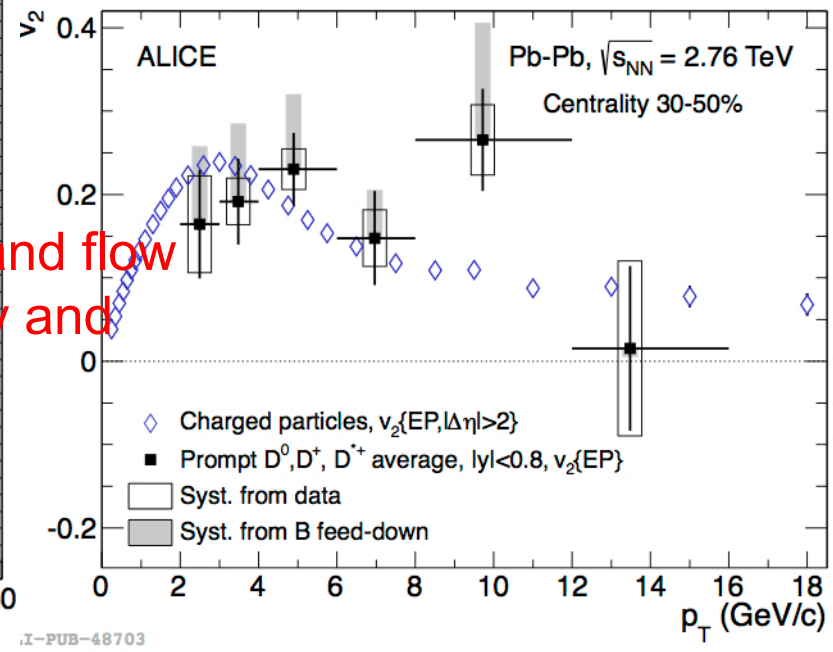 v₂
0.4
0.2
0
-0.2
ALICE
Pb-Pb, √sNN = 2.76 TeV
Centrality 30-50%
and flow
y and
Charged particles, v₂{EP,|Δη|>2}
Prompt D⁰,D⁺, D*⁺ average, |y|<0.8, v₂{EP}
Syst. from data
Syst. from B feed-down
0 2 4 6 8 10 12 14 16 18
0
pT (GeV/c)
I-PUB-48703